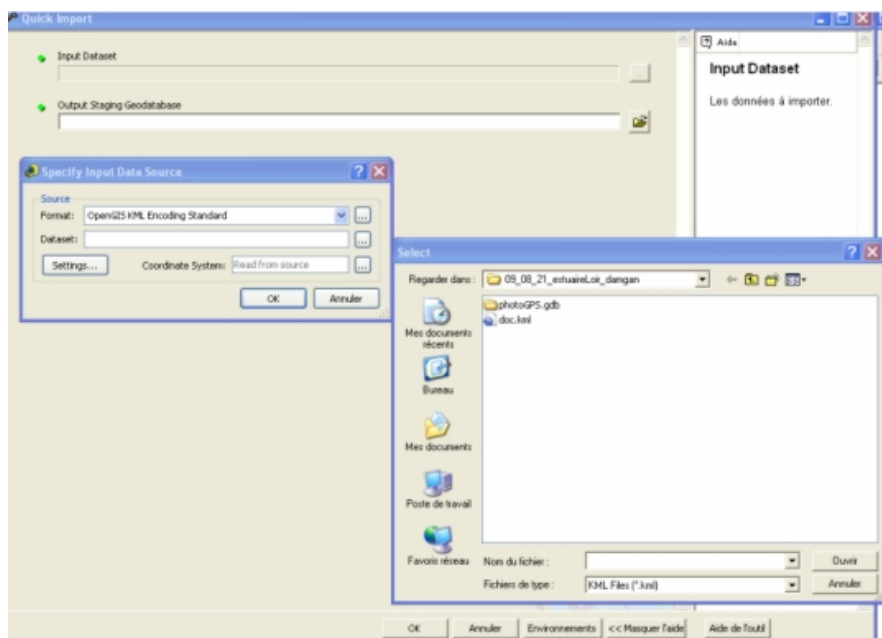 Quick Import
Input Dataset
Output Staging Geodatabase
Aide
Input Dataset
Les données à importer.
Specify Input Data Source
Source
Format: OpenGIS KML Encoding Standard
Dataset:
Settings...
Coordinate System: Read from source
OK
Annuler
Select
Regarder dans : 09_08_21_estuaireLoir_damgan
photoGPS.gdb
doc.kml
Mes documents récents
Bureau
Mes documents
Poste de travail
Favoris réseau
Nom du fichier :
Ouvrir
Fichiers de type : KML Files (*.kml)
Annuler
OK
Annuler
Environnements
<< Masquer l'aide
Aide de l'outil